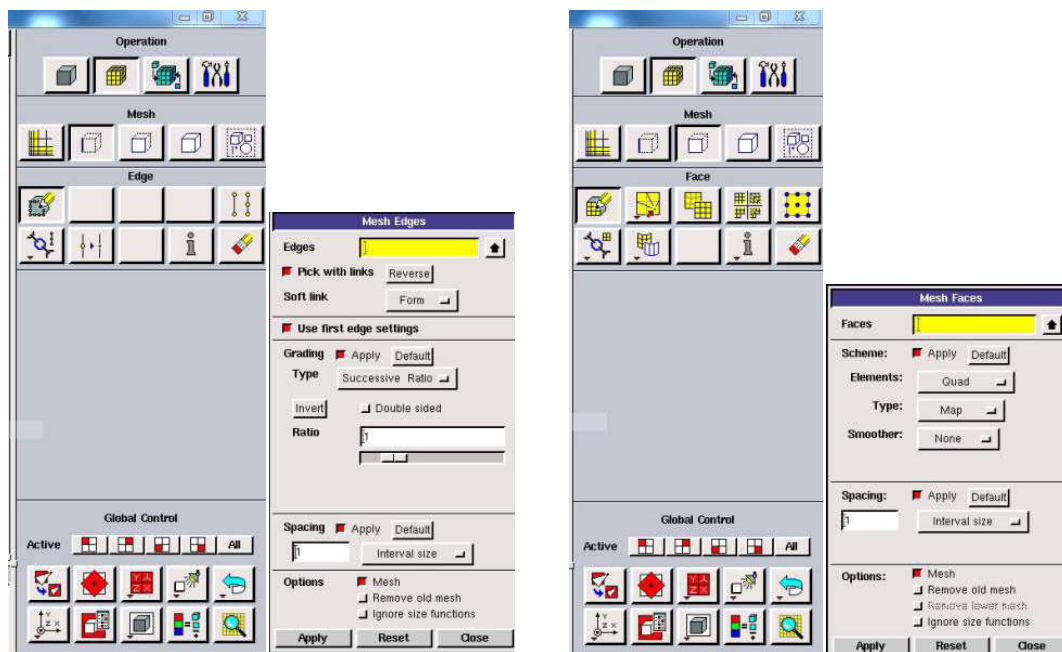 Operation
Mesh
Edge
Mesh Edges
Edges
Pick with links Reverse
Soft link Form
Use first edge settings
Grading Apply Default
Type Successive Ratio
Invert Double sided
Ratio 1
Spacing Apply Default
1 Interval size
Options Mesh
Remove old mesh
Ignore size functions
Apply Reset Close
Global Control
Active All
Operation
Mesh
Face
Mesh Faces
Faces
Scheme: Apply Default
Elements: Quad
Type: Map
Smoother: None
Spacing: Apply Default
1 Interval size
Options: Mesh
Remove old mesh
Remove lower mesh
Ignore size functions
Apply Reset Close
Global Control
Active All